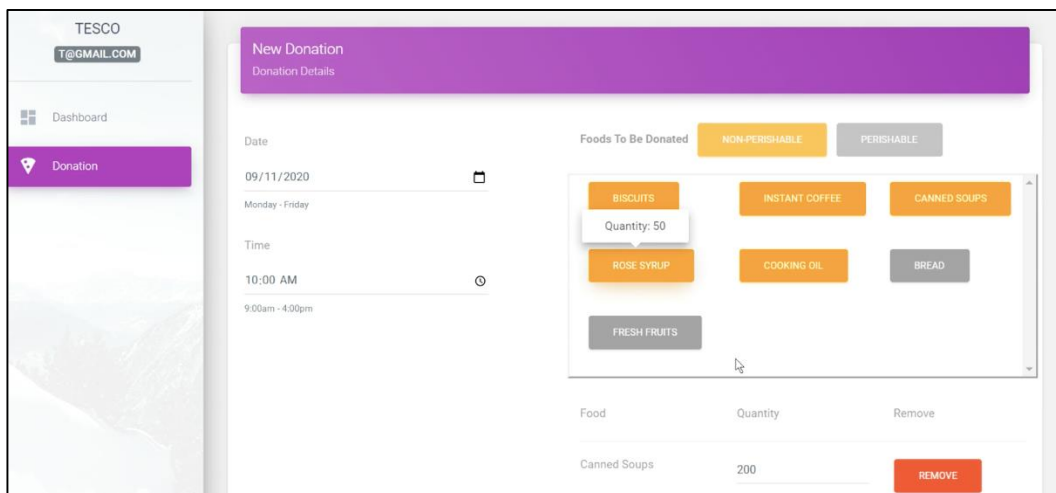 TESCO
T@GMAIL.COM
Dashboard
Donation
New Donation
Donation Details
Date
09/11/2020
Monday - Friday
Time
10:00 AM
9:00am - 4:00pm
Foods To Be Donated NON-PERISHABLE PERISHABLE
BISCUITS INSTANT COFFEE CANNED SOUPS
Quantity: 50
ROSE SYRUP COOKING OIL BREAD
FRESH FRUITS
Food Quantity Remove
Canned Soups 200 REMOVE